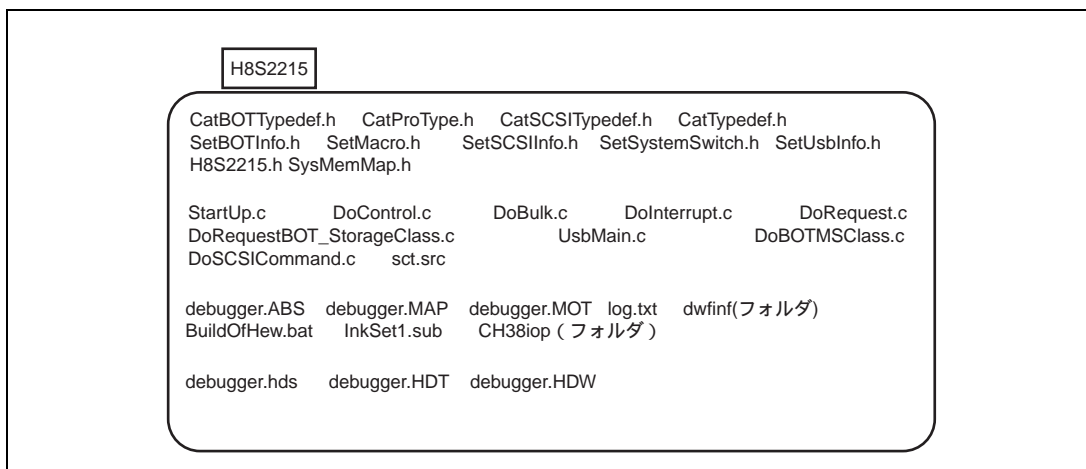 H8S2215
CatBOTTypedef.h CatProType.h CatSCSITypedef.h CatTypedef.h
SetBOTInfo.h SetMacro.h SetSCSIInfo.h SetSystemSwitch.h SetUsbInfo.h
H8S2215.h SysMemMap.h
StartUp.c DoControl.c DoBulk.c DoInterrupt.c DoRequest.c
DoRequestBOT_StorageClass.c UsbMain.c DoBOTMSClass.c
DoSCSICommand.c sct.src
debugger.ABS debugger.MAP debugger.MOT log.txt dwfinf(フォルダ)
BuildOfHew.bat InkSet1.sub CH38iop(フォルダ)
debugger.hds debugger.HDT debugger.HDW